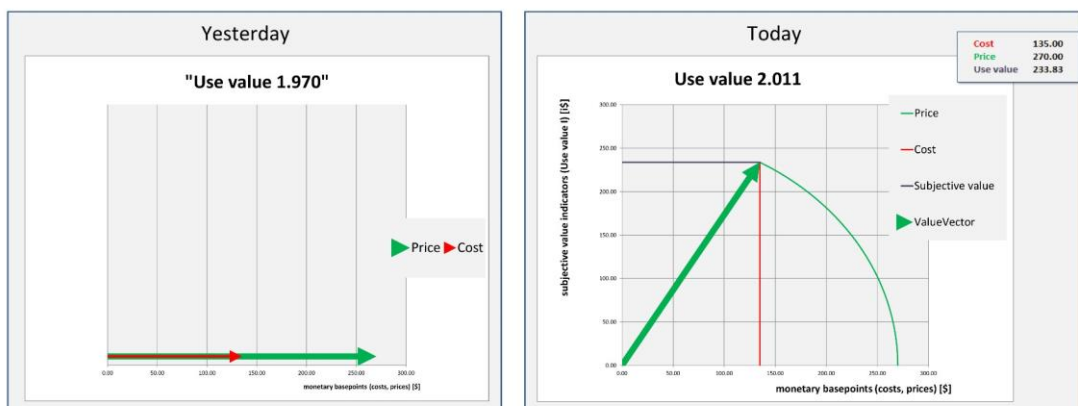 Yesterday
"Use value 1.970"
Price Cost
0.00 50.00 100.00 150.00 200.00 250.00 300.00
monetary basepoints (costs, prices) [$]
Today
Cost 135.00
Price 270.00
Use value 233.83
Use value 2.011
subjective value indicators (Use value I) [i$]
300.00
250.00
200.00
150.00
100.00
50.00
0.00
0.00 50.00 100.00 150.00 200.00 250.00 300.00
monetary basepoints (costs, prices) [$]
Price
Cost
Subjective value
ValueVector